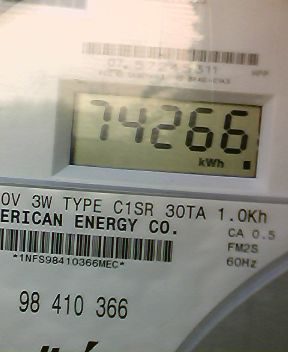 74266
kWh
0V 3W TYPE C1SR 30TA 1.0Kh
ERICAN ENERGY CO.
CA 0.5
FM2S
*1NFS98410366MEC*
60Hz
98 410 366